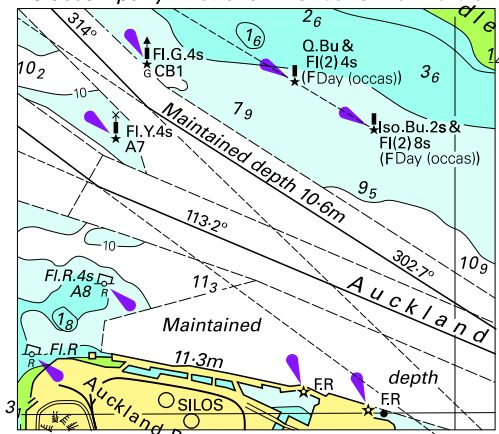 314°
Fl.G.4s
G CB1
10₂
10
Fl.Y.4s
A7
2₆
1₆
Q.Bu &
Fl(2) 4s
(F Day (occas))
3₆
7₉
Iso.Bu.2s &
Fl(2) 8s
(F Day (occas))
Maintained depth 10·6m
9₅
113·2°
302·7°
10₉
10
Fl.R.4s
A8
R
11₃
Auckland
1₈
Maintained
Fl.R
R
11·3m
depth
F.R
F.R
SILOS
Auckland
3